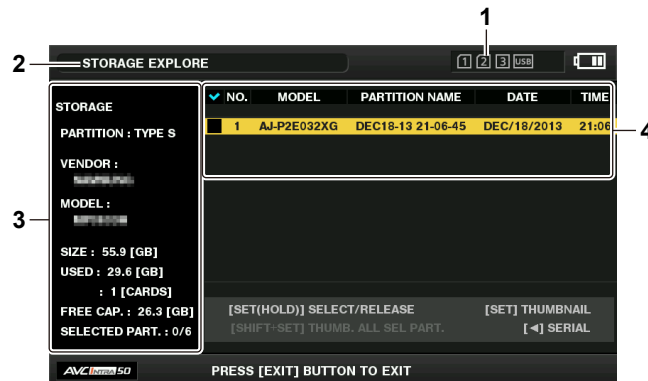 1
2
STORAGE EXPLORE
1 2 3 USB
STORAGE
PARTITION : TYPE S
VENDOR :
MODEL :
SIZE : 55.9 [GB]
USED : 29.6 [GB]
: 1 [CARDS]
FREE CAP. : 26.3 [GB]
SELECTED PART. : 0/6
3
NO. MODEL PARTITION NAME DATE TIME
1 AJ-P2E032XG DEC18-13 21-06-45 DEC/18/2013 21:06
4
[SET(HOLD)] SELECT/RELEASE [SET] THUMBNAIL
[SHIFT+SET] THUMB. ALL SEL PART. [◄] SERIAL
AVC INTRA 50
PRESS [EXIT] BUTTON TO EXIT